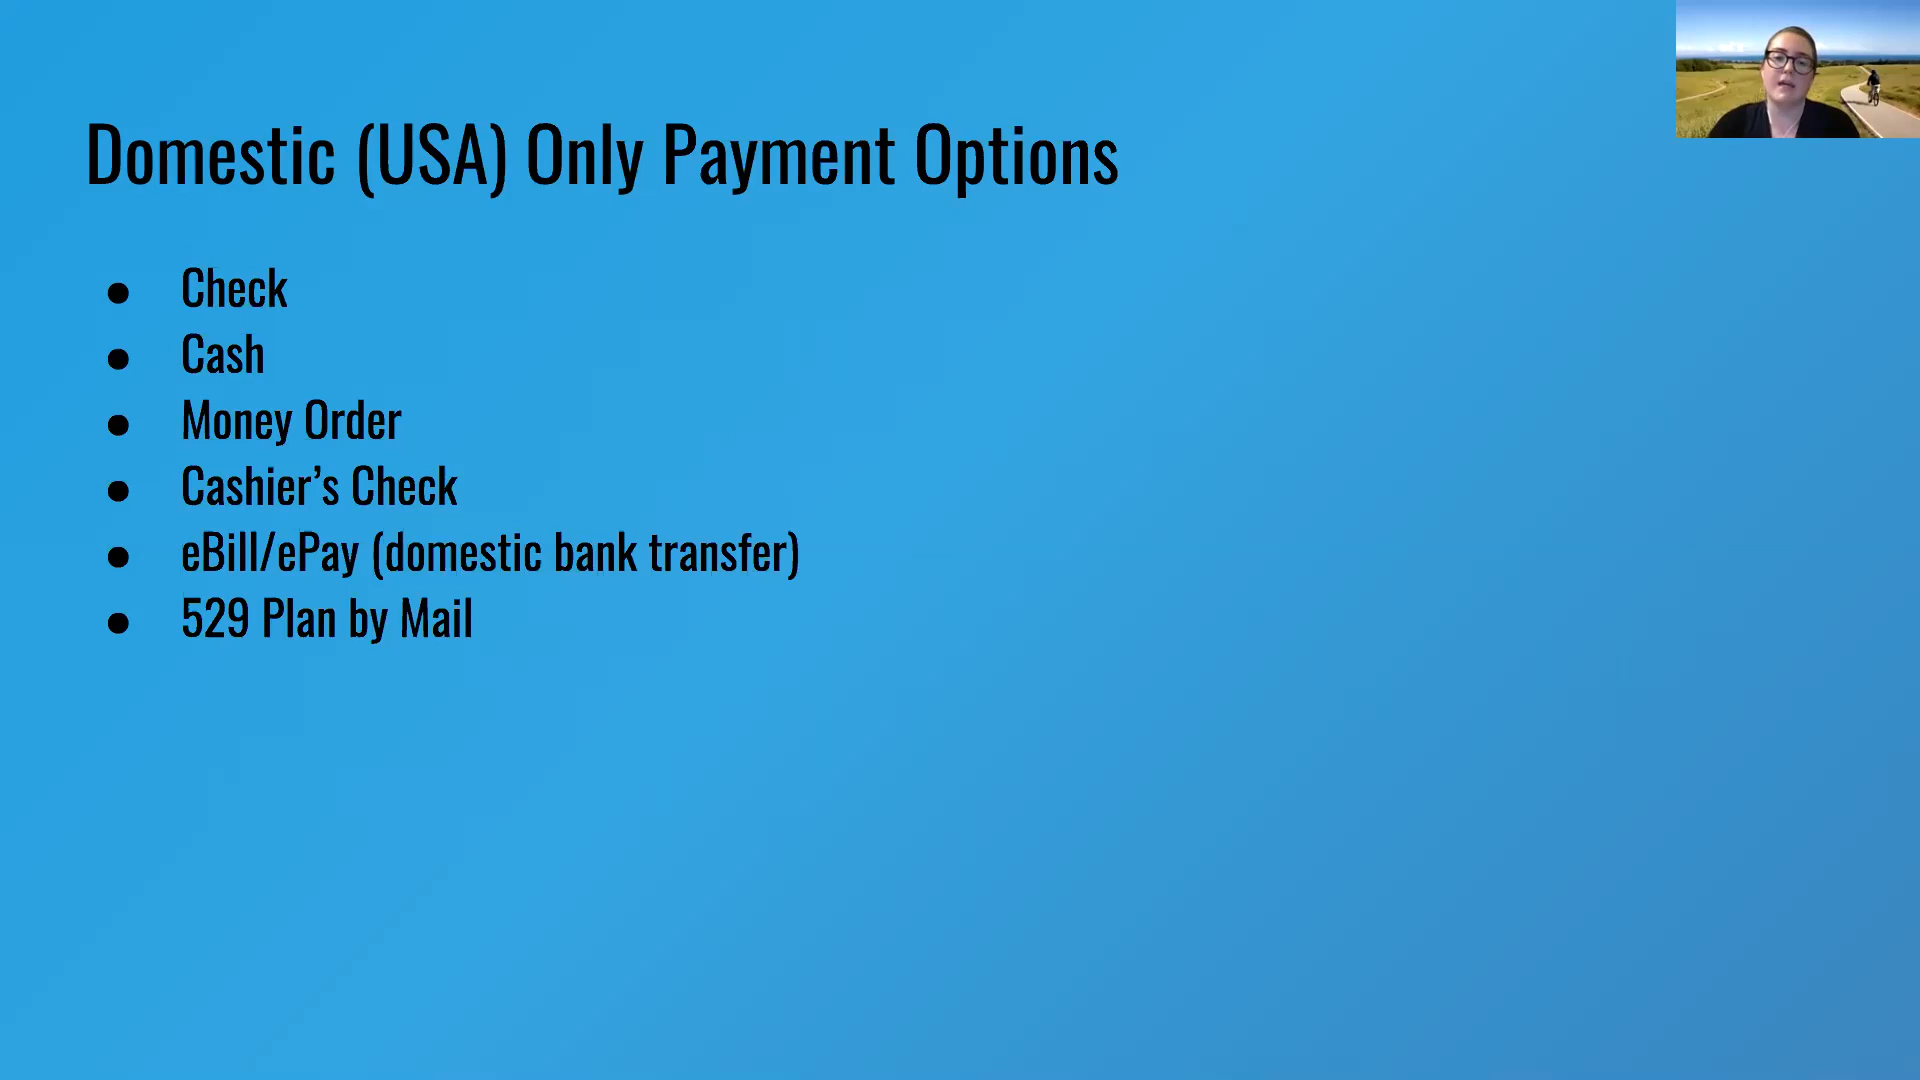 Domestic (USA) Only Payment Options
● Check
● Cash
● Money Order
● Cashier’s Check
● eBill/ePay (domestic bank transfer)
● 529 Plan by Mail